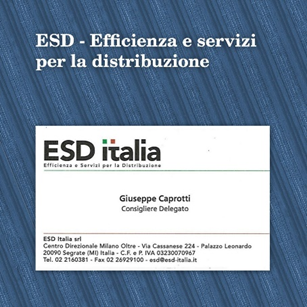 ESD - Efficienza e servizi
per la distribuzione
ESD italia
Efficienza e Servizi per la Distribuzione
Giuseppe Caprotti
Consigliere Delegato
ESD Italia srl
Centro Direzionale Milano Oltre - Via Cassanese 224 - Palazzo Leonardo
20090 Segrate (MI) Italia - C.F. e P. IVA 03230070967
Tel. 02 2160381 - Fax 02 26929100 - esd@esd-italia.it